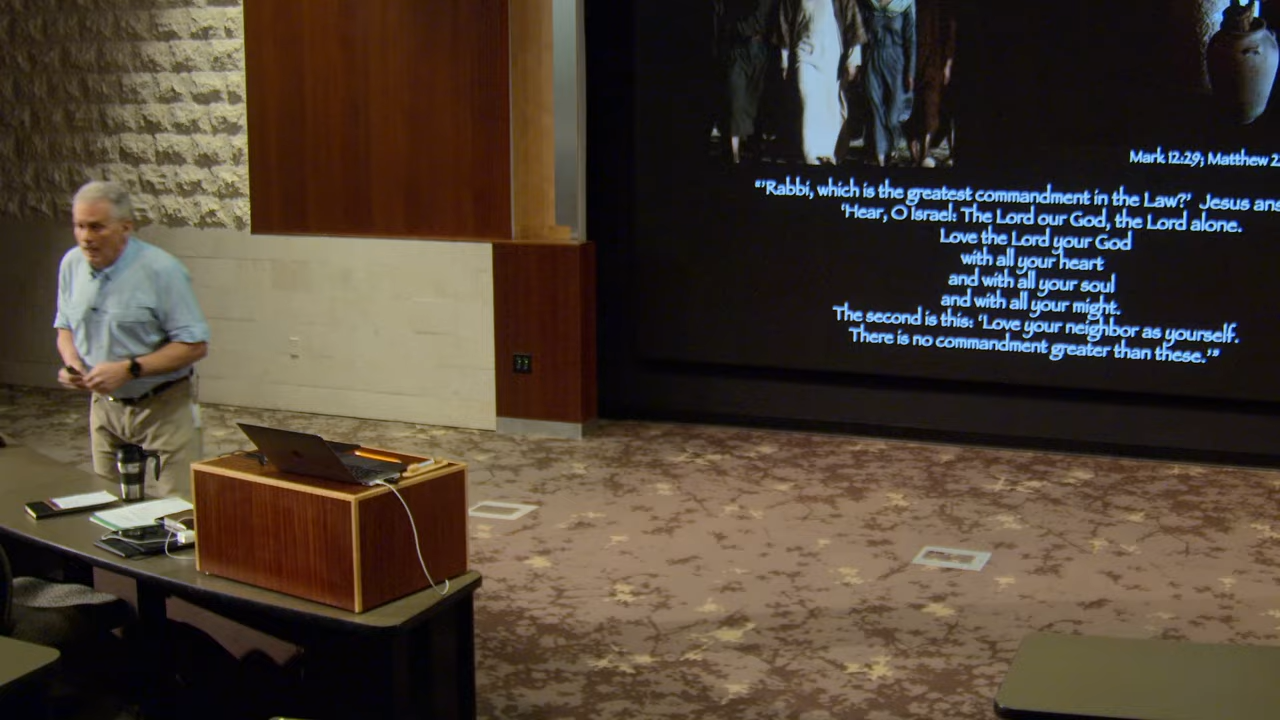 Mark 12:29; Matthew 2
"'Rabbi, which is the greatest commandment in the Law?' Jesus ans
'Hear, O Israel: The Lord our God, the Lord alone.
Love the Lord your God
with all your heart
and with all your soul
and with all your might.
The second is this: 'Love your neighbor as yourself.
There is no commandment greater than these.'"